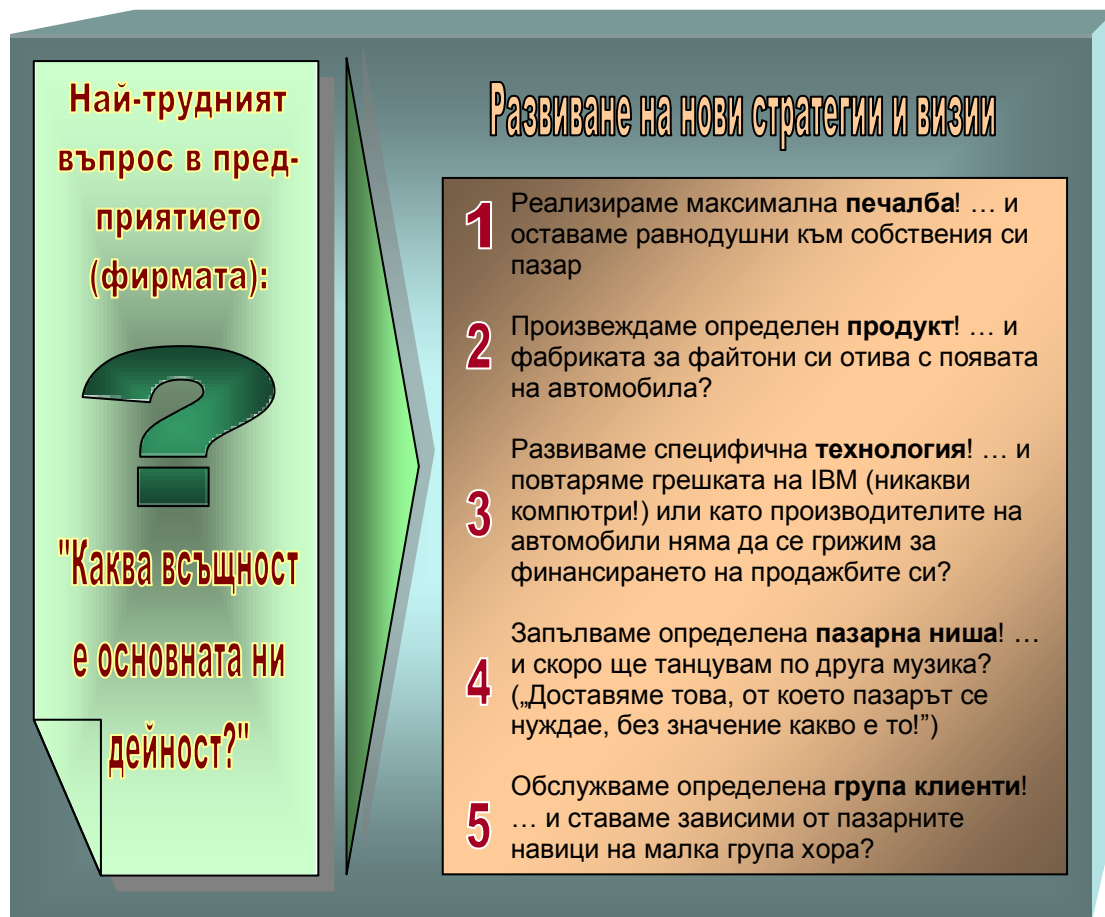 Най-трудният
въпрос в пред-
приятието
(фирмата):
?
"Каква всъщност
е основната ни
дейност?"
Развиване на нови стратегии и визии
1
Реализираме максимална печалба! … и
оставаме равнодушни към собствения си
пазар
2
Произвеждаме определен продукт! … и
фабриката за файтони си отива с появата
на автомобила?
3
Развиваме специфична технология! … и
повтаряме грешката на IBM (никакви
компютри!) или като производителите на
автомобили няма да се грижим за
финансирането на продажбите си?
4
Запълваме определена пазарна ниша! …
и скоро ще танцувам по друга музика?
(„Доставяме това, от което пазарът се
нуждае, без значение какво е то!”)
5
Обслужваме определена група клиенти!
… и ставаме зависими от пазарните
навици на малка група хора?